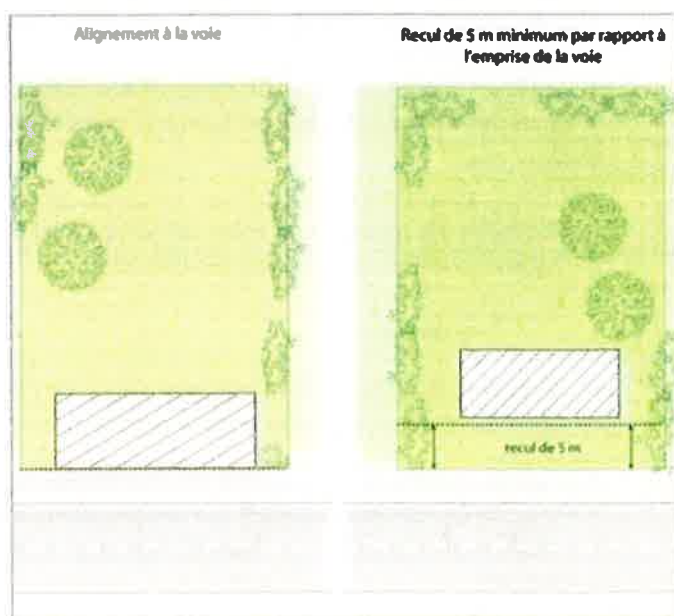 Alignement à la voie
Recul de 5 m minimum par rapport à
l'emprise de la voie
recul de 5 m